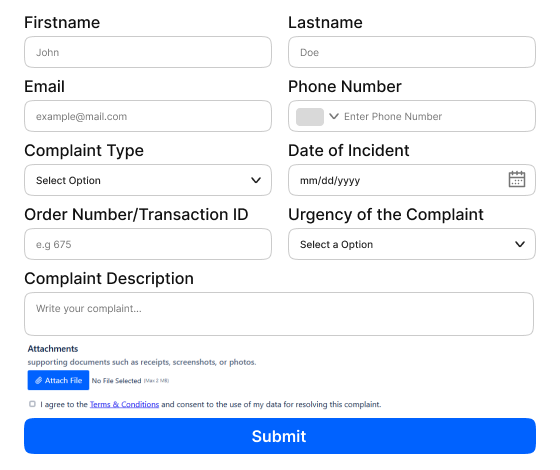 Firstname Lastname
John Doe
Email Phone Number
example@mail.com Enter Phone Number
Complaint Type Date of Incident
Select Option mm/dd/yyyy
Order Number/Transaction ID Urgency of the Complaint
e.g 675 Select a Option
Complaint Description
Write your complaint...
Attachments
supporting documents such as receipts, screenshots, or photos.
Attach File No File Selected (Max 2 MB)
I agree to the Terms & Conditions and consent to the use of my data for resolving this complaint.
Submit